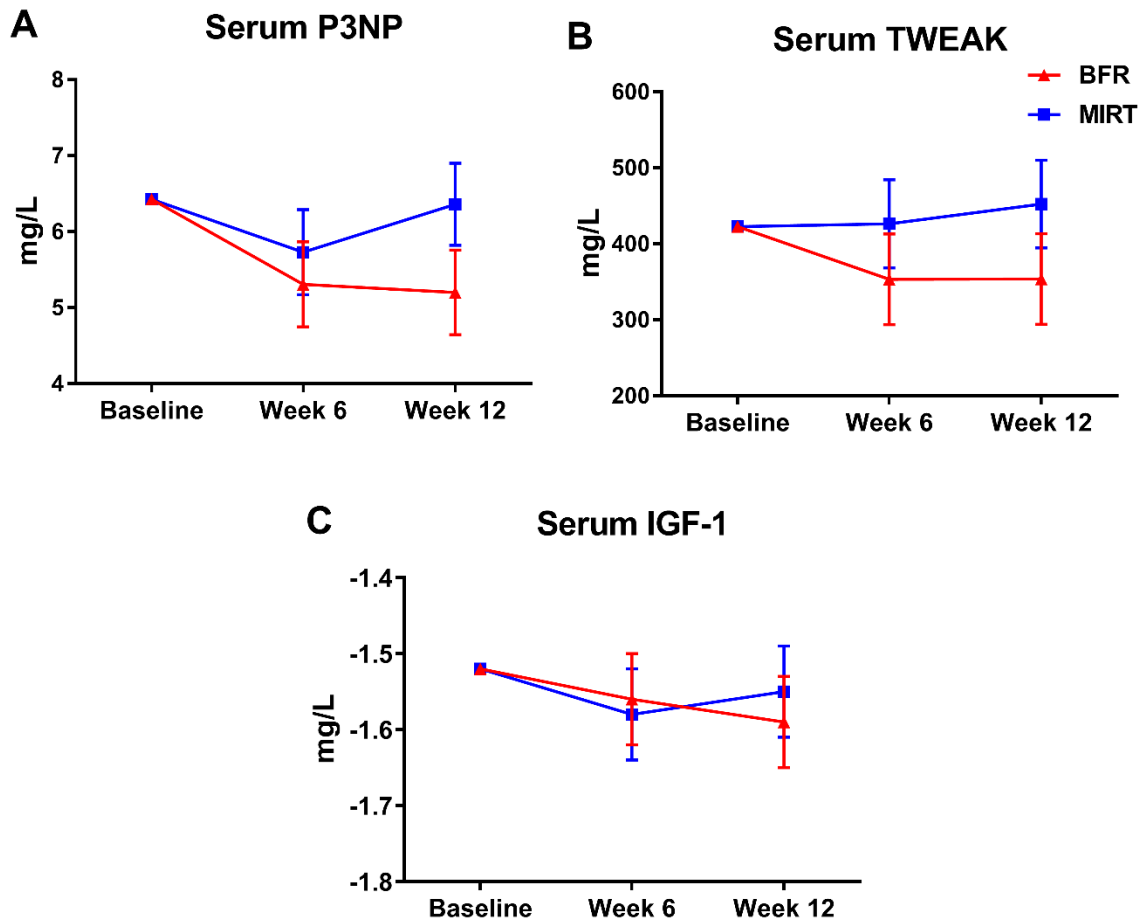 A
Serum P3NP
mg/L
8
7
6
5
4
Baseline
Week 6
Week 12
B
Serum TWEAK
BFR
MIRT
mg/L
600
500
400
300
200
Baseline
Week 6
Week 12
C
Serum IGF-1
mg/L
-1.4
-1.5
-1.6
-1.7
-1.8
Baseline
Week 6
Week 12